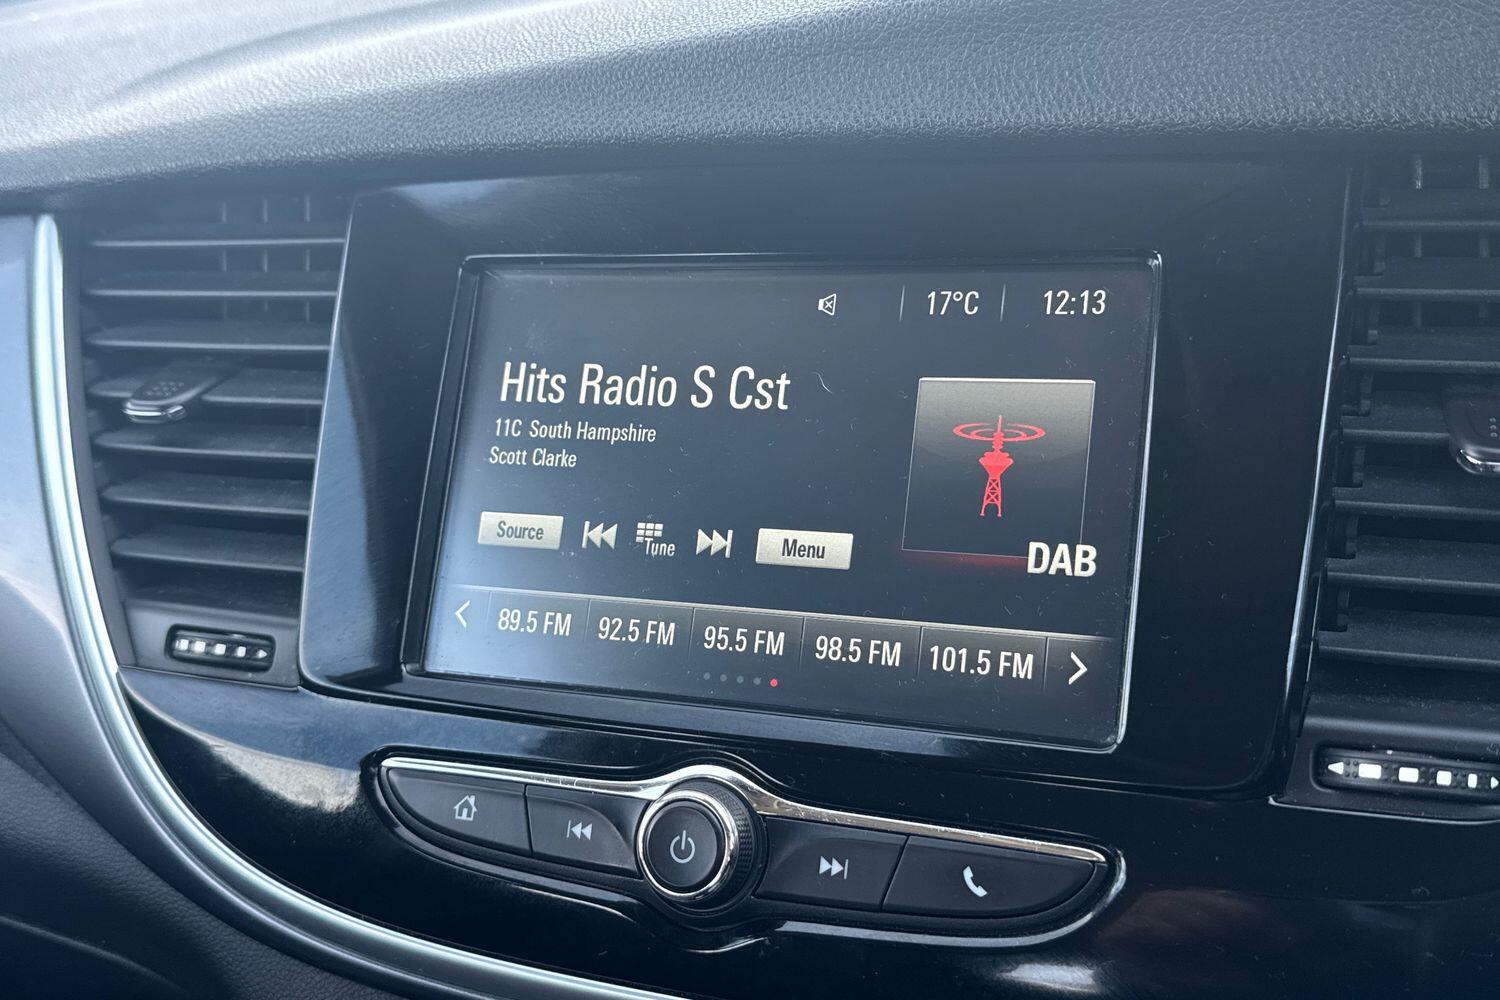 17°C 12:13
Hits Radio S Cst
11C South Hampshire
Scott Clarke
Source Tune Menu
DAB
89.5 FM 92.5 FM 95.5 FM 98.5 FM 101.5 FM